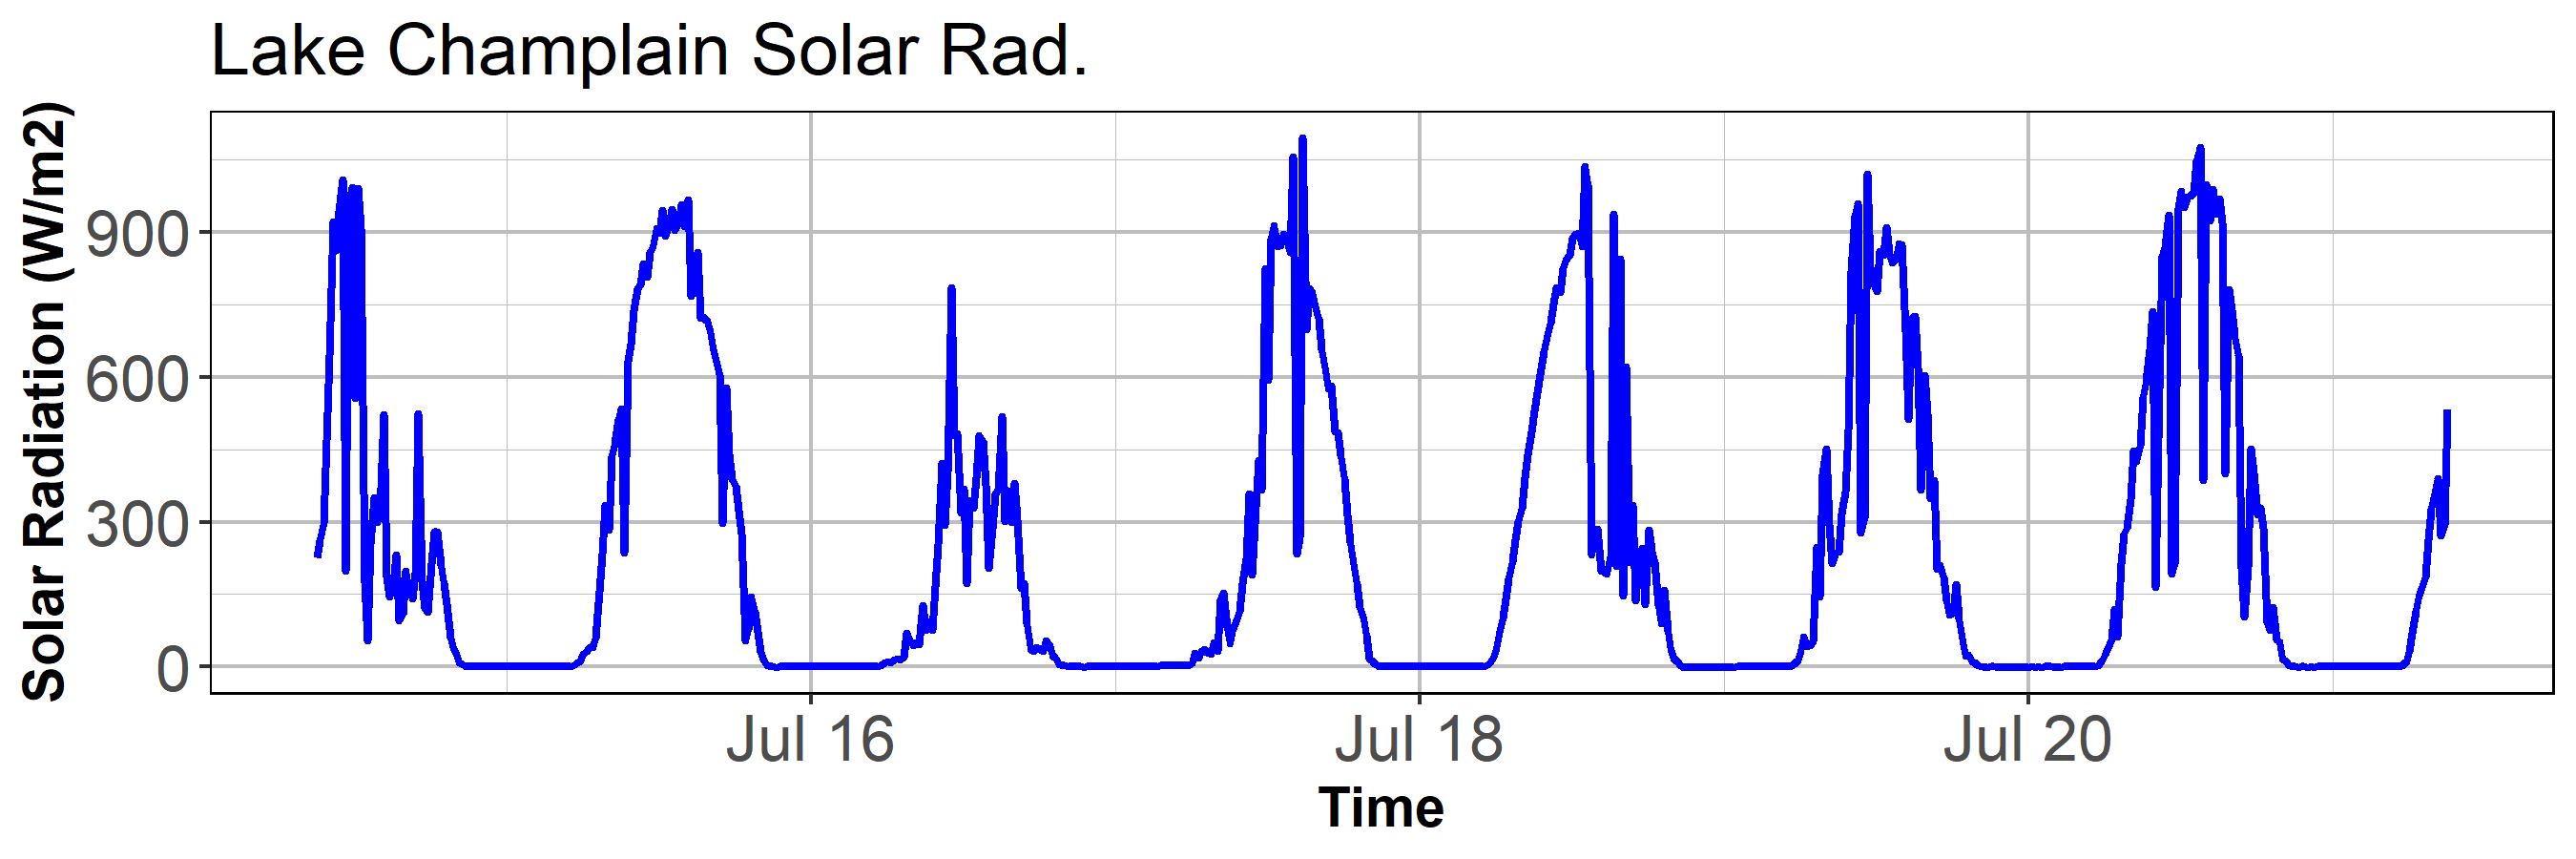 Lake Champlain Solar Rad.
Solar Radiation (W/m2)
900
600
300
0
Jul 16 Jul 18 Jul 20
Time